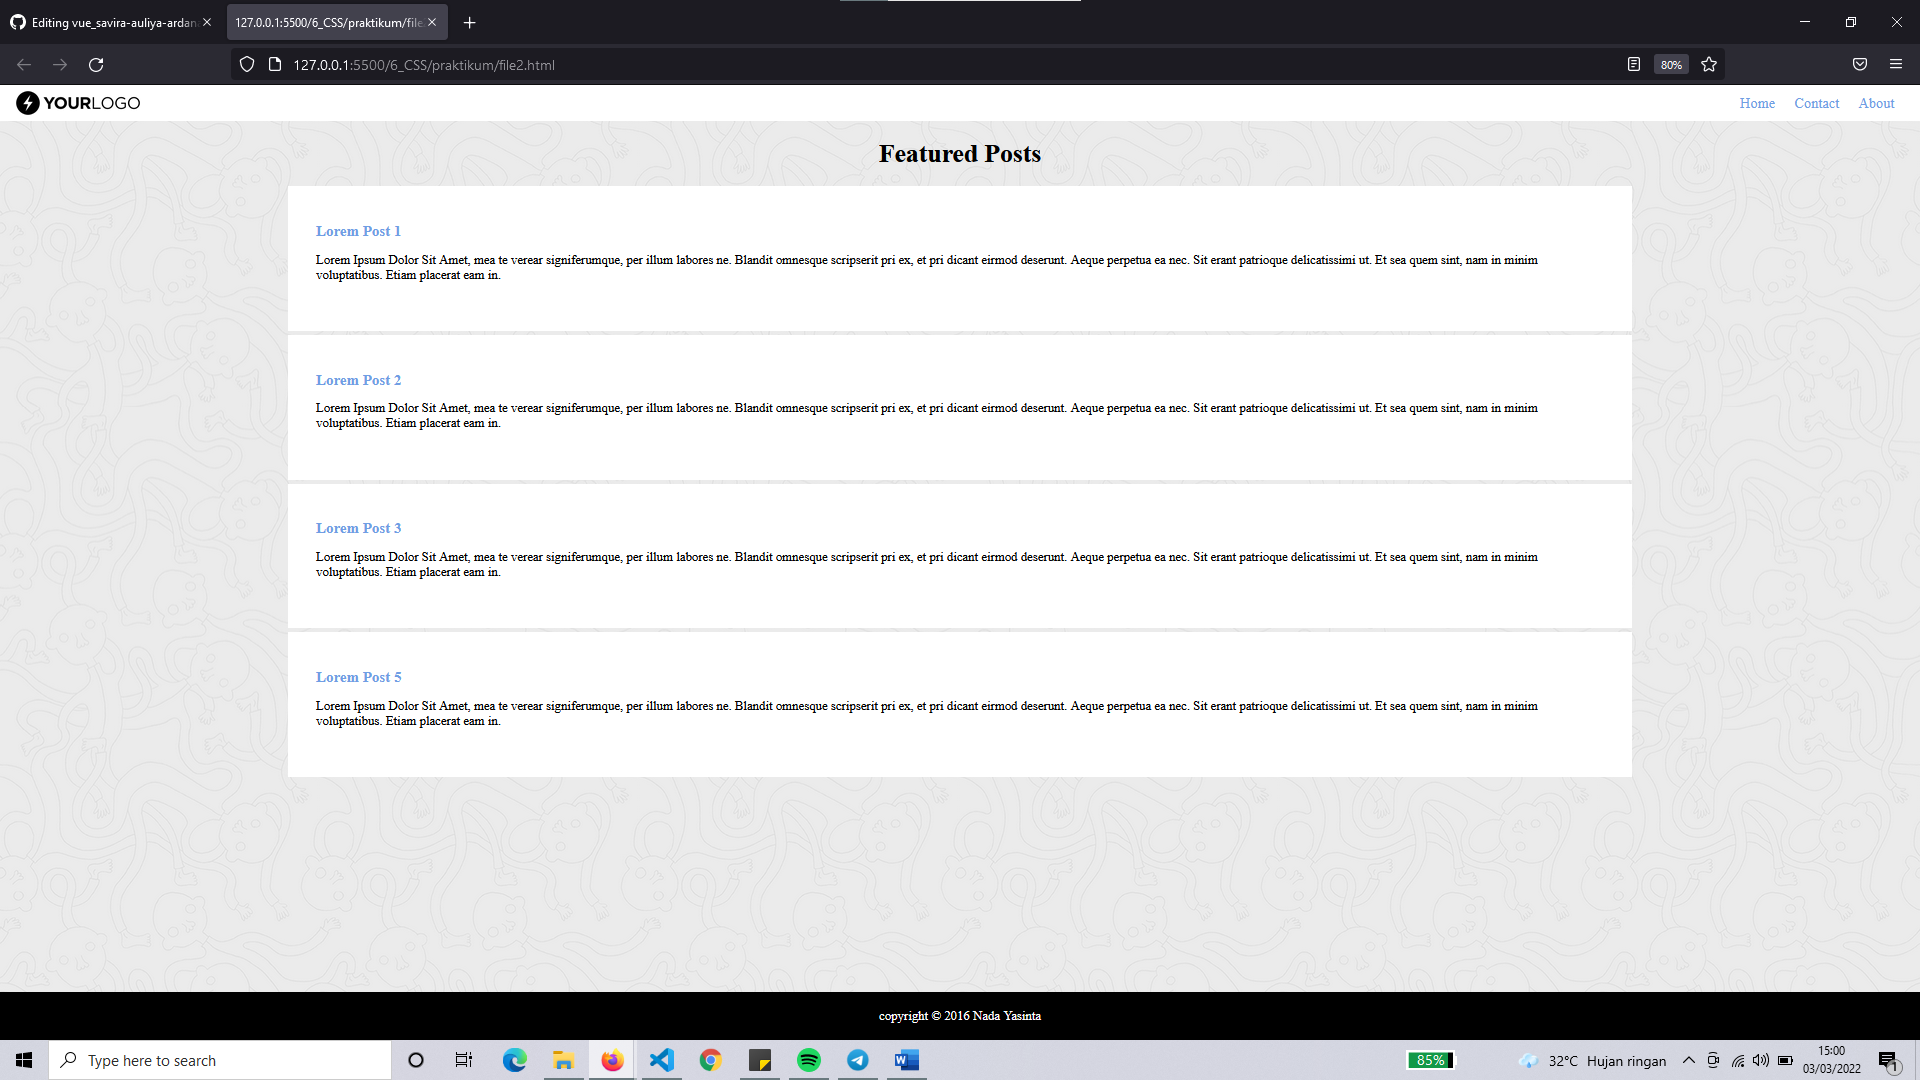 Editing vue_savira-auliya-ardan
127.0.0.1:5500/6_CSS/praktikum/file
127.0.0.1:5500/6_CSS/praktikum/file2.html
80%
YOURLOGO
Home Contact About
Featured Posts
Lorem Post 1
Lorem Ipsum Dolor Sit Amet, mea te verear signiferumque, per illum labores ne. Blandit omnesque scripserit pri ex, et pri dicant eirmod deserunt. Aeque perpetua ea nec. Sit erant patrioque delicatissimi ut. Et sea quem sint, nam in minim
voluptatibus. Etiam placerat eam in.
Lorem Post 2
Lorem Ipsum Dolor Sit Amet, mea te verear signiferumque, per illum labores ne. Blandit omnesque scripserit pri ex, et pri dicant eirmod deserunt. Aeque perpetua ea nec. Sit erant patrioque delicatissimi ut. Et sea quem sint, nam in minim
voluptatibus. Etiam placerat eam in.
Lorem Post 3
Lorem Ipsum Dolor Sit Amet, mea te verear signiferumque, per illum labores ne. Blandit omnesque scripserit pri ex, et pri dicant eirmod deserunt. Aeque perpetua ea nec. Sit erant patrioque delicatissimi ut. Et sea quem sint, nam in minim
voluptatibus. Etiam placerat eam in.
Lorem Post 5
Lorem Ipsum Dolor Sit Amet, mea te verear signiferumque, per illum labores ne. Blandit omnesque scripserit pri ex, et pri dicant eirmod deserunt. Aeque perpetua ea nec. Sit erant patrioque delicatissimi ut. Et sea quem sint, nam in minim
voluptatibus. Etiam placerat eam in.
copyright © 2016 Nada Yasinta
Type here to search
85%
32°C Hujan ringan
15:00
03/03/2022
1